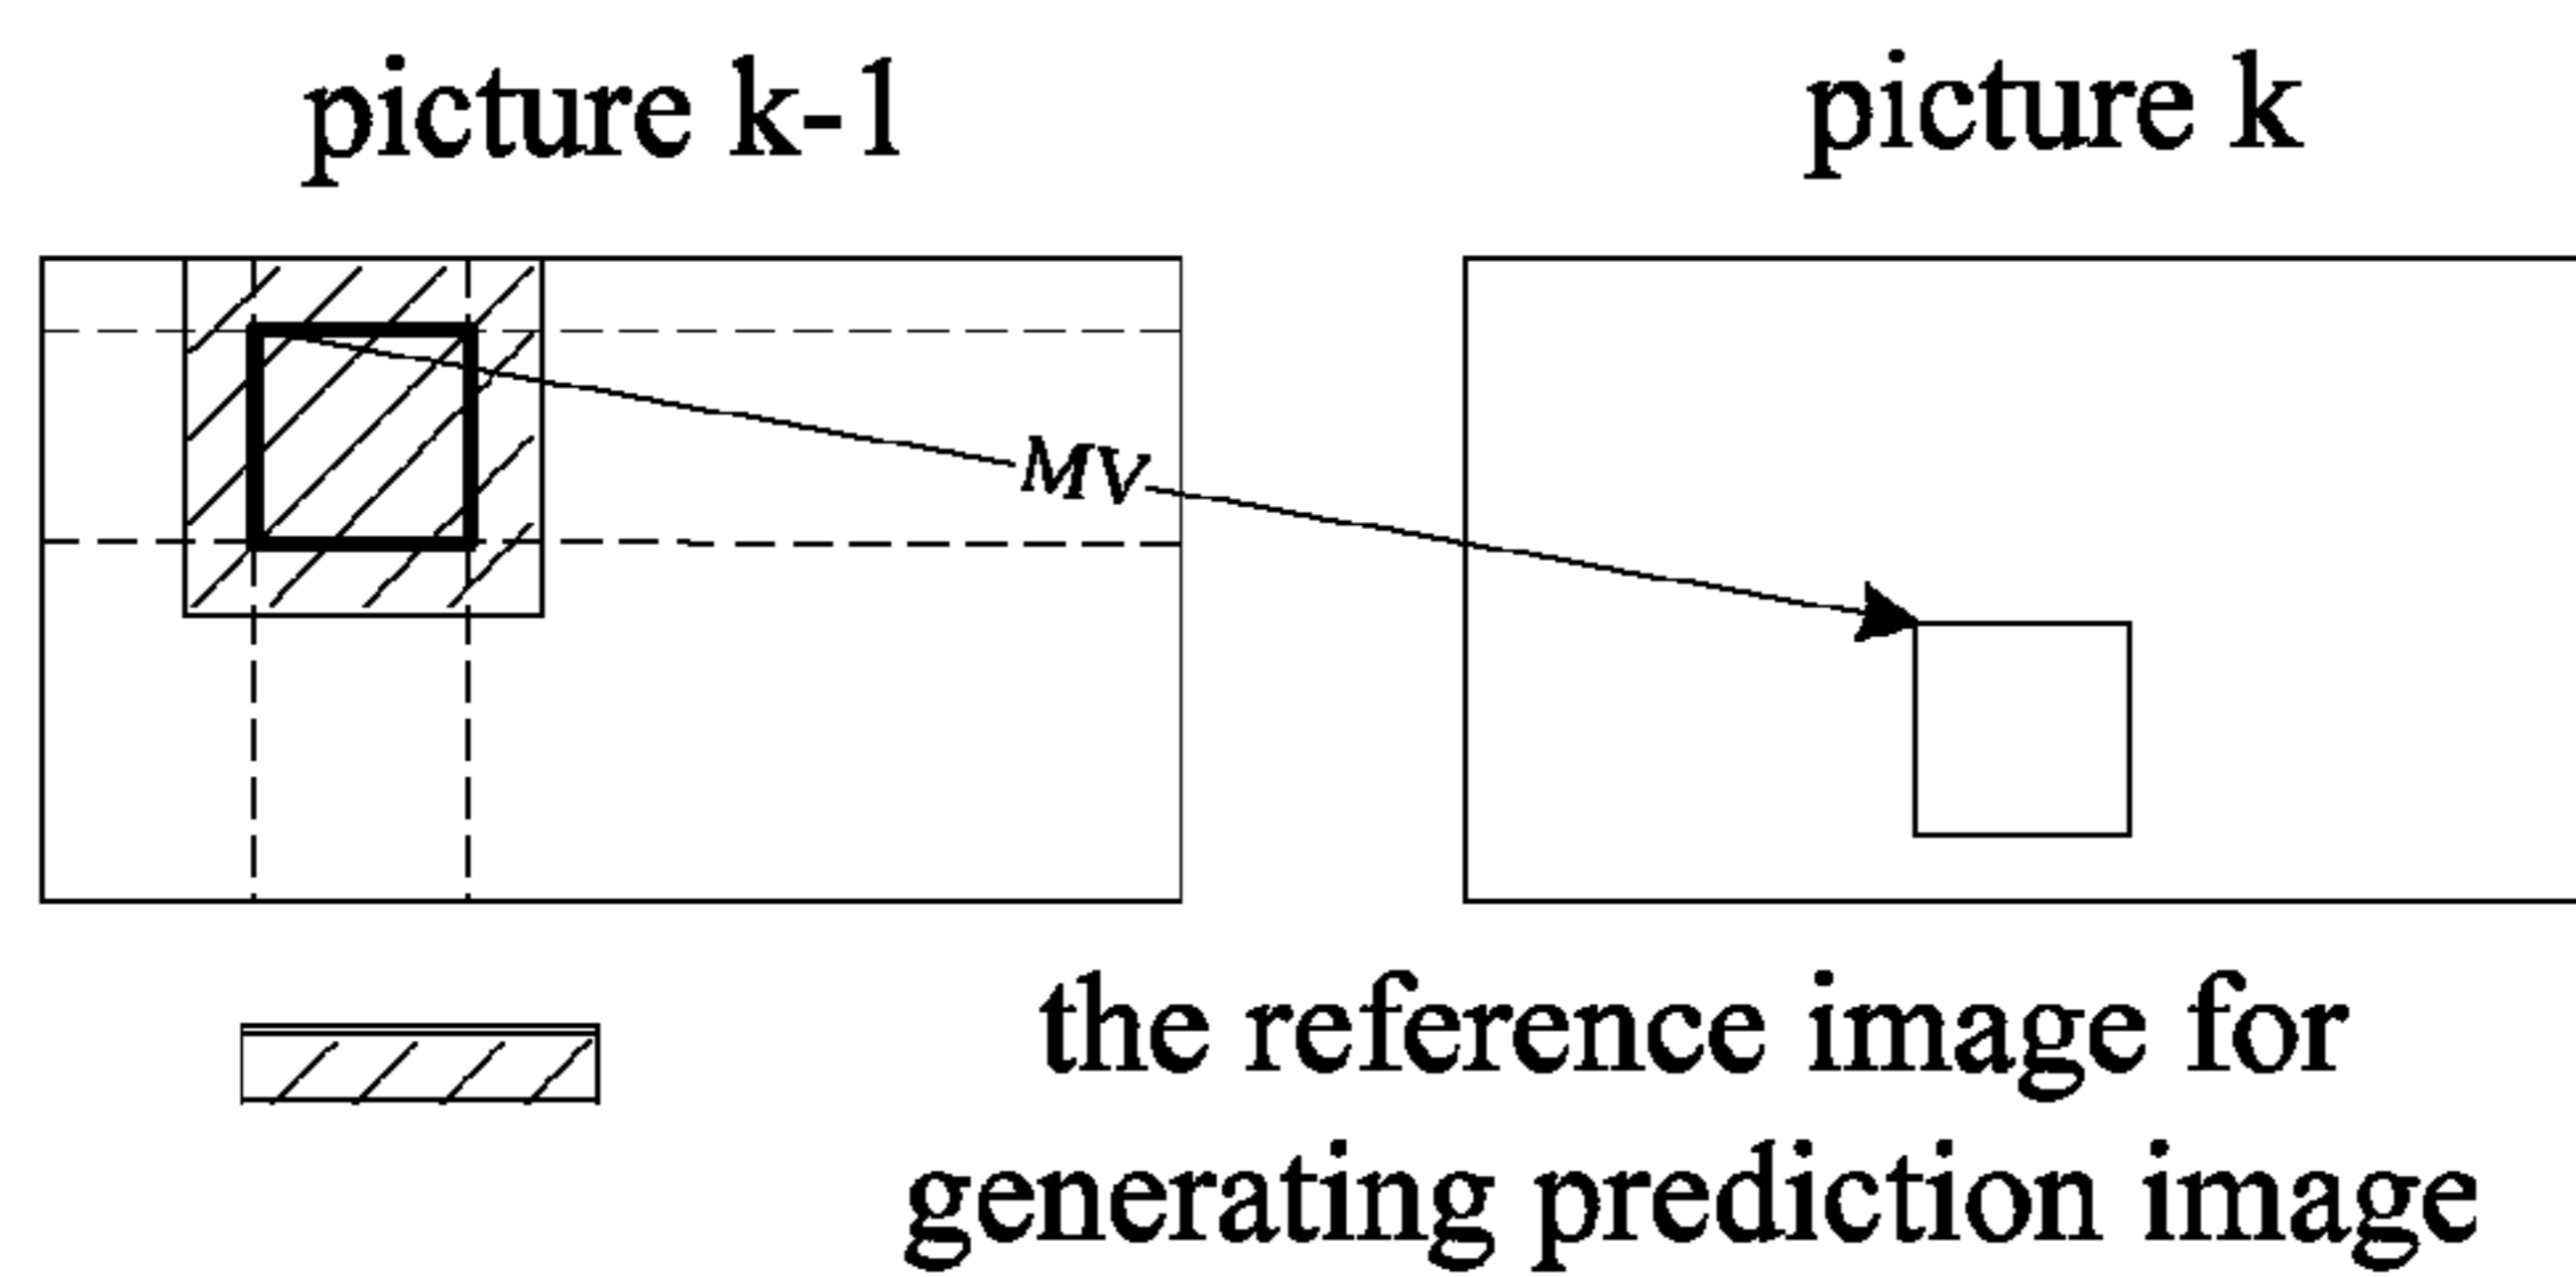 picture k-1
picture k
MV
the reference image for
generating prediction image